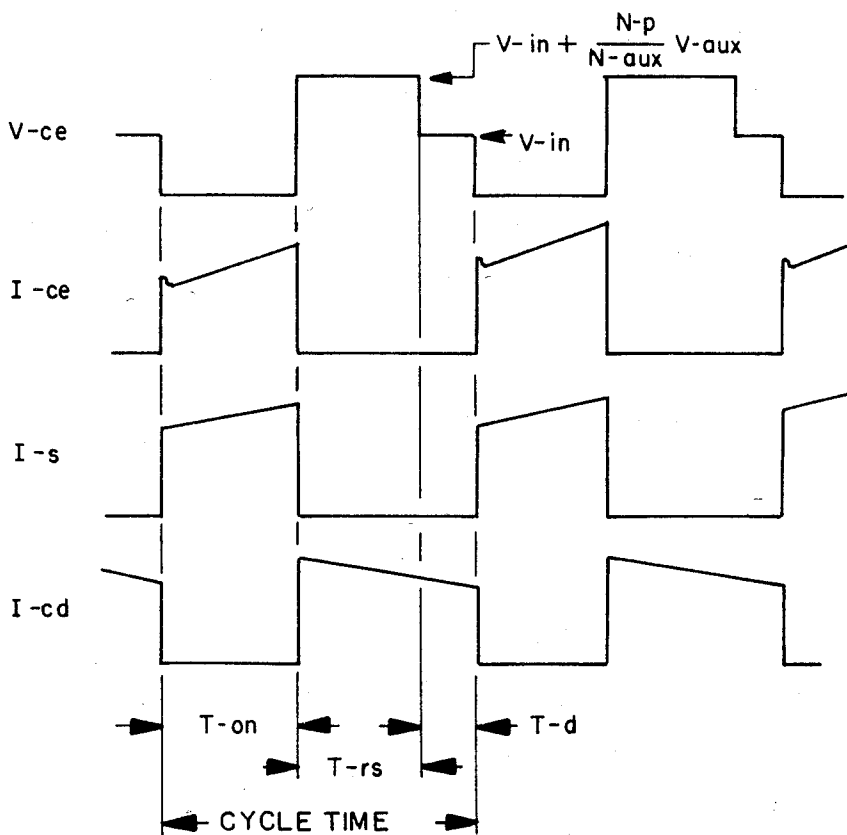 V-in + N-p
N-aux V-aux
V-ce
V-in
I-ce
I-s
I-cd
T-on
T-d
T-rs
CYCLE TIME